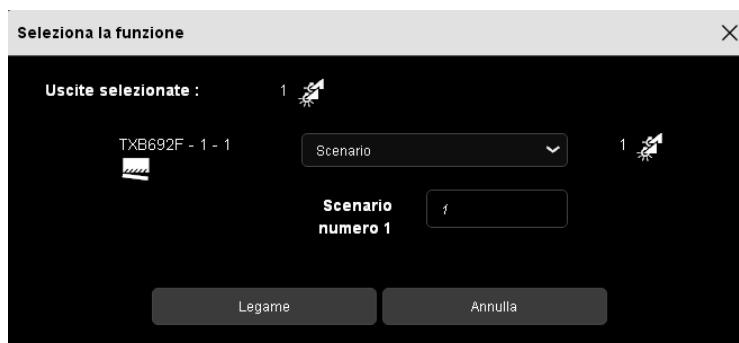 Seleziona la funzione
Uscite selezionate : 1
TXB692F - 1 - 1 Scenario 1
Scenario
numero 1 1
Legame Annulla